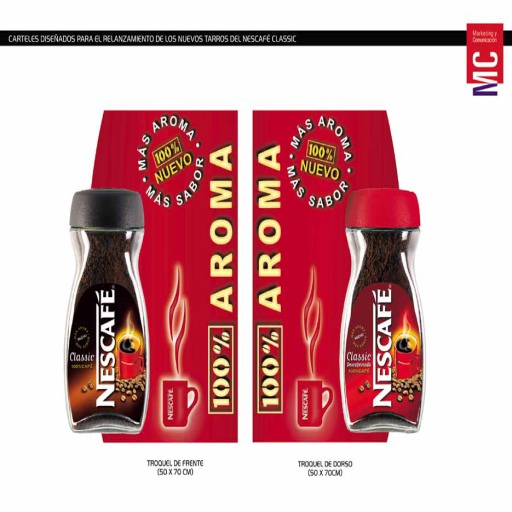 CARTELES DISEÑADOS PARA EL RELANZAMIENTO DE LOS NUEVOS TARROS DEL NESCAFÉ CLASSIC
Marketing y
Comunicación
MC
MÁS AROMA
100%
NUEVO
MÁS SABOR
100% AROMA
NESCAFÉ
NESCAFÉ
Classic
100% CAFÉ
MÁS AROMA
100%
NUEVO
MÁS SABOR
100% AROMA
NESCAFÉ
NESCAFÉ
Classic
Descafeinado
100% CAFÉ
TROQUEL DE FRENTE
(50 X 70 CM)
TROQUEL DE DORSO
(50 X 70CM)